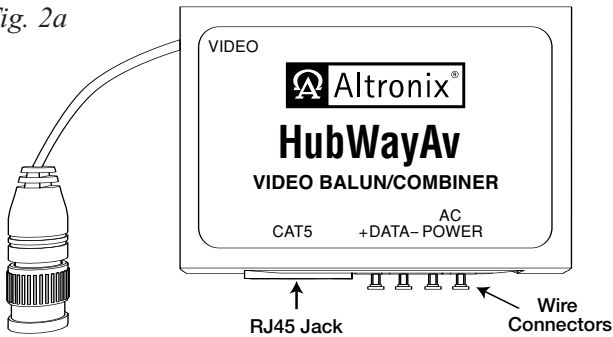 Fig. 2a
VIDEO
Altronix®
HubWayAv
VIDEO BALUN/COMBINER
AC
CAT5 +DATA– POWER
RJ45 Jack
Wire
Connectors